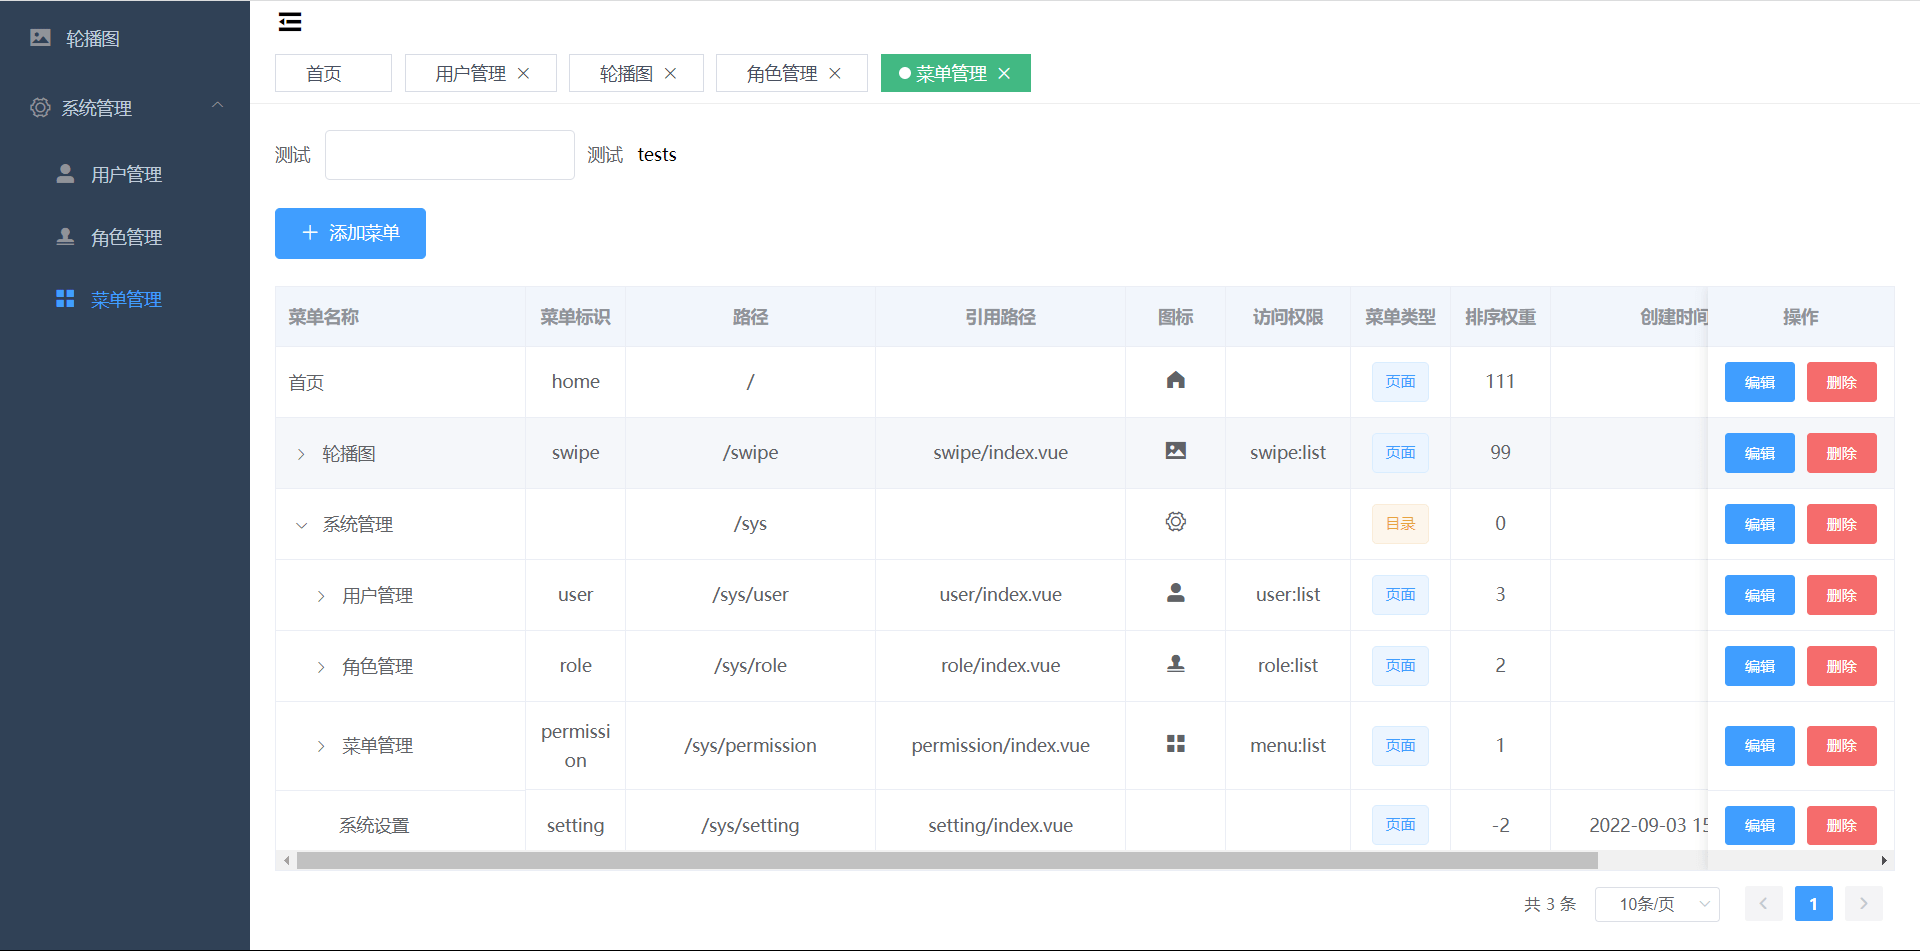 轮播图
系统管理
用户管理
角色管理
菜单管理
首页 用户管理 轮播图 角色管理 菜单管理
测试 测试 tests
添加菜单
菜单名称 菜单标识 路径 引用路径 图标 访问权限 菜单类型 排序权重 创建时间 操作
首页 home / 页面 111 编辑 删除
轮播图 swipe /swipe swipe/index.vue swipe:list 页面 99 编辑 删除
系统管理 /sys 目录 0 编辑 删除
用户管理 user /sys/user user/index.vue user:list 页面 3 编辑 删除
角色管理 role /sys/role role/index.vue role:list 页面 2 编辑 删除
菜单管理 permissi
on /sys/permission permission/index.vue menu:list 页面 1 编辑 删除
系统设置 setting /sys/setting setting/index.vue 页面 -2 2022-09-03 15 编辑 删除
共 3 条 10条/页 1